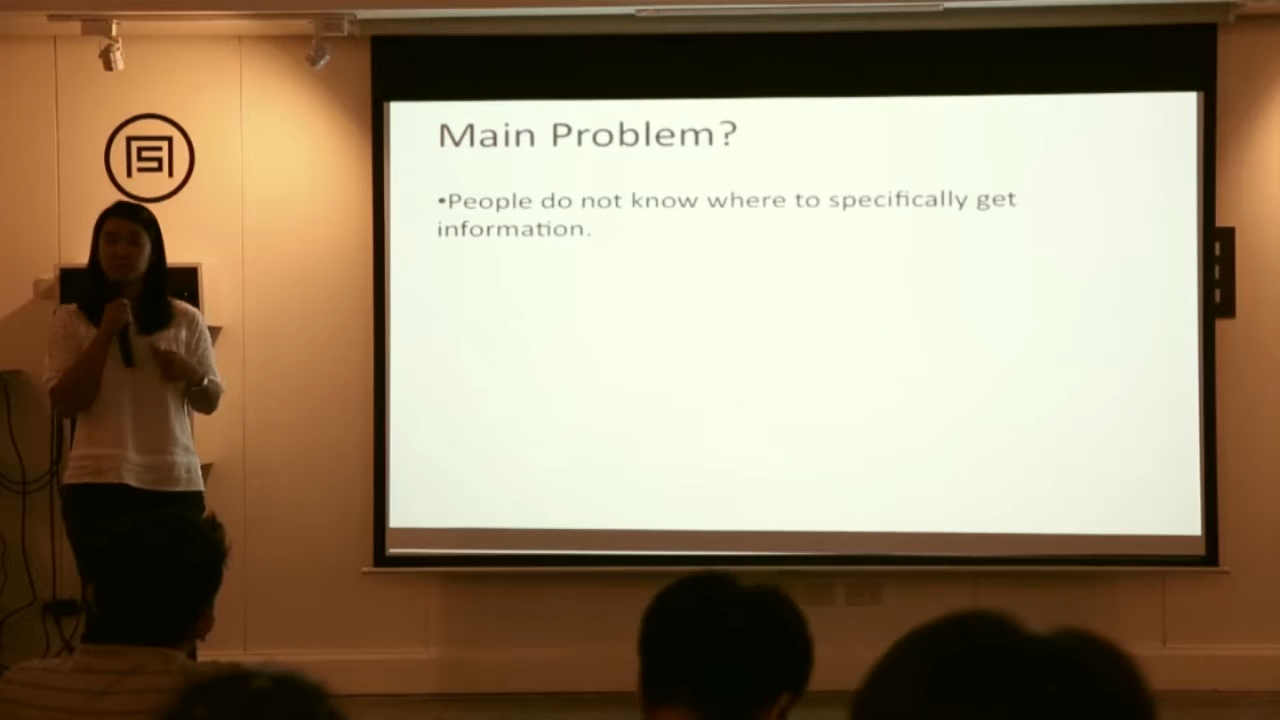 Main Problem?
•People do not know where to specifically get
information.